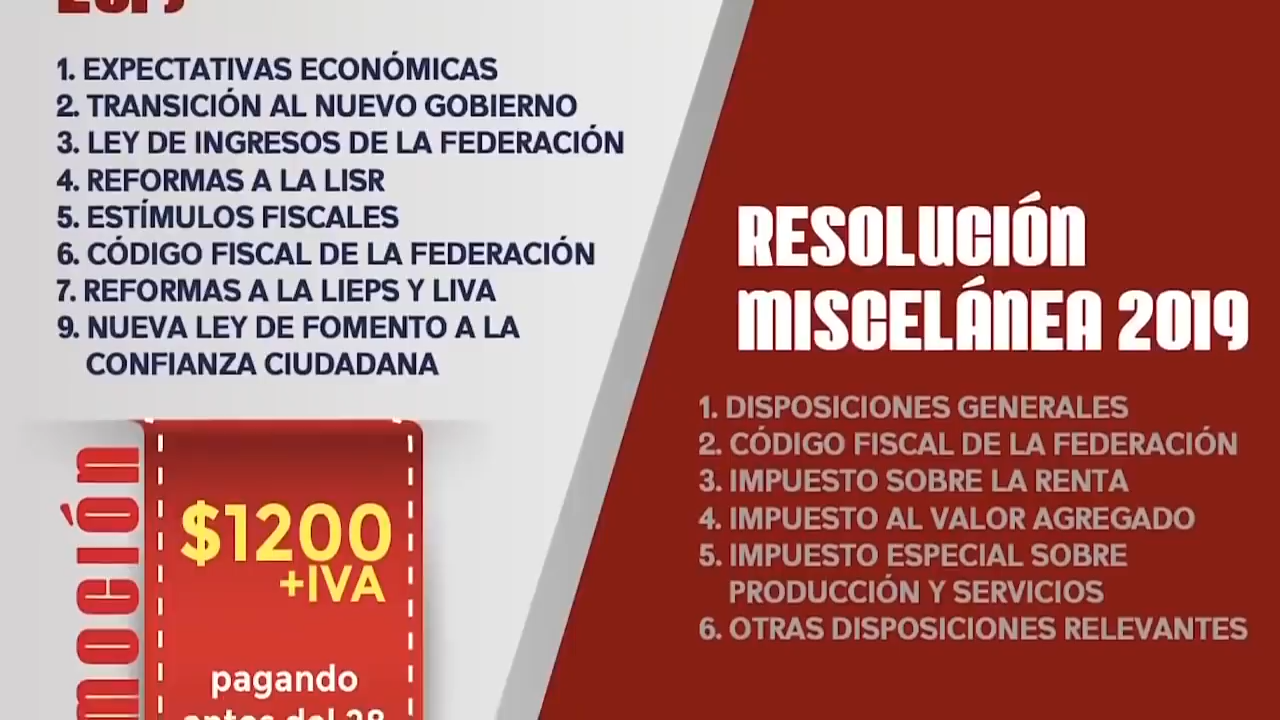 2019
1. EXPECTATIVAS ECONÓMICAS
2. TRANSICIÓN AL NUEVO GOBIERNO
3. LEY DE INGRESOS DE LA FEDERACIÓN
4. REFORMAS A LA LISR
5. ESTÍMULOS FISCALES
6. CÓDIGO FISCAL DE LA FEDERACIÓN
7. REFORMAS A LA LIEPS Y LIVA
9. NUEVA LEY DE FOMENTO A LA
CONFIANZA CIUDADANA
moción
$1200
+IVA
pagando
antes del 28
RESOLUCIÓN
MISCELÁNEA 2019
1. DISPOSICIONES GENERALES
2. CÓDIGO FISCAL DE LA FEDERACIÓN
3. IMPUESTO SOBRE LA RENTA
4. IMPUESTO AL VALOR AGREGADO
5. IMPUESTO ESPECIAL SOBRE
PRODUCCIÓN Y SERVICIOS
6. OTRAS DISPOSICIONES RELEVANTES